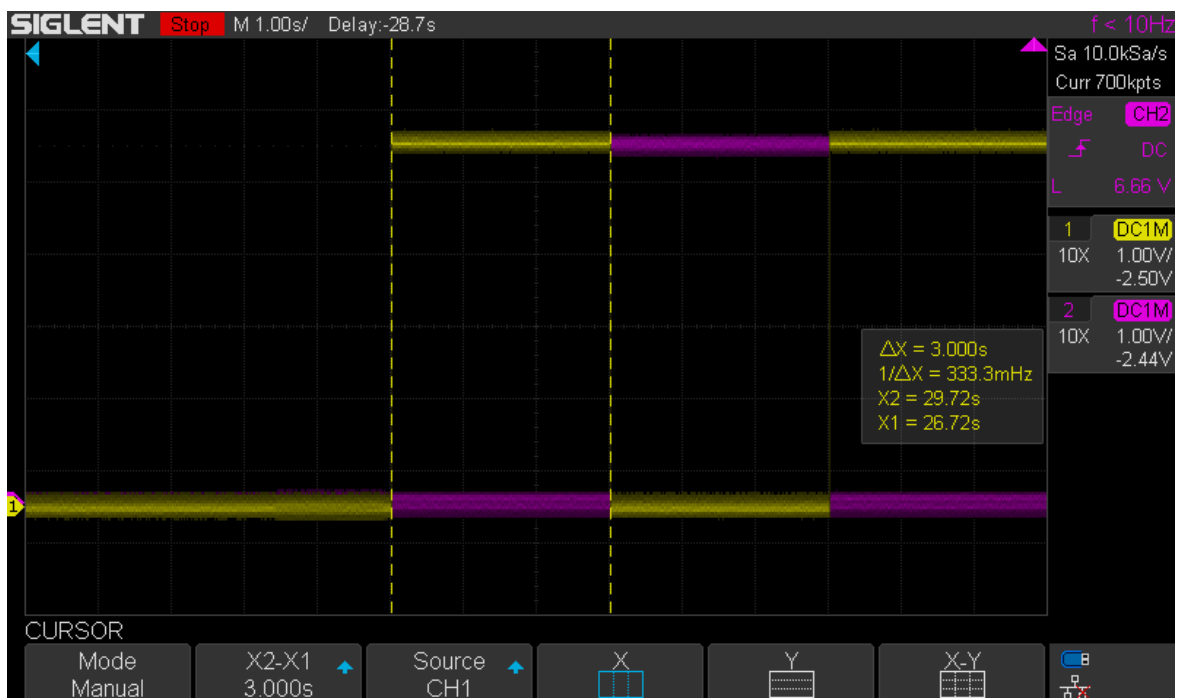 SIGLENT Stop M 1.00s/ Delay:-28.7s f < 10Hz
Sa 10.0kSa/s
Curr 700kpts
Edge CH2
DC
L 6.66 V
1 DC1M
10X 1.00V/
-2.50V
2 DC1M
10X 1.00V/
-2.44V
△X = 3.000s
1/△X = 333.3mHz
X2 = 29.72s
X1 = 26.72s
1
CURSOR
Mode X2-X1 Source X Y X-Y
Manual 3.000s CH1